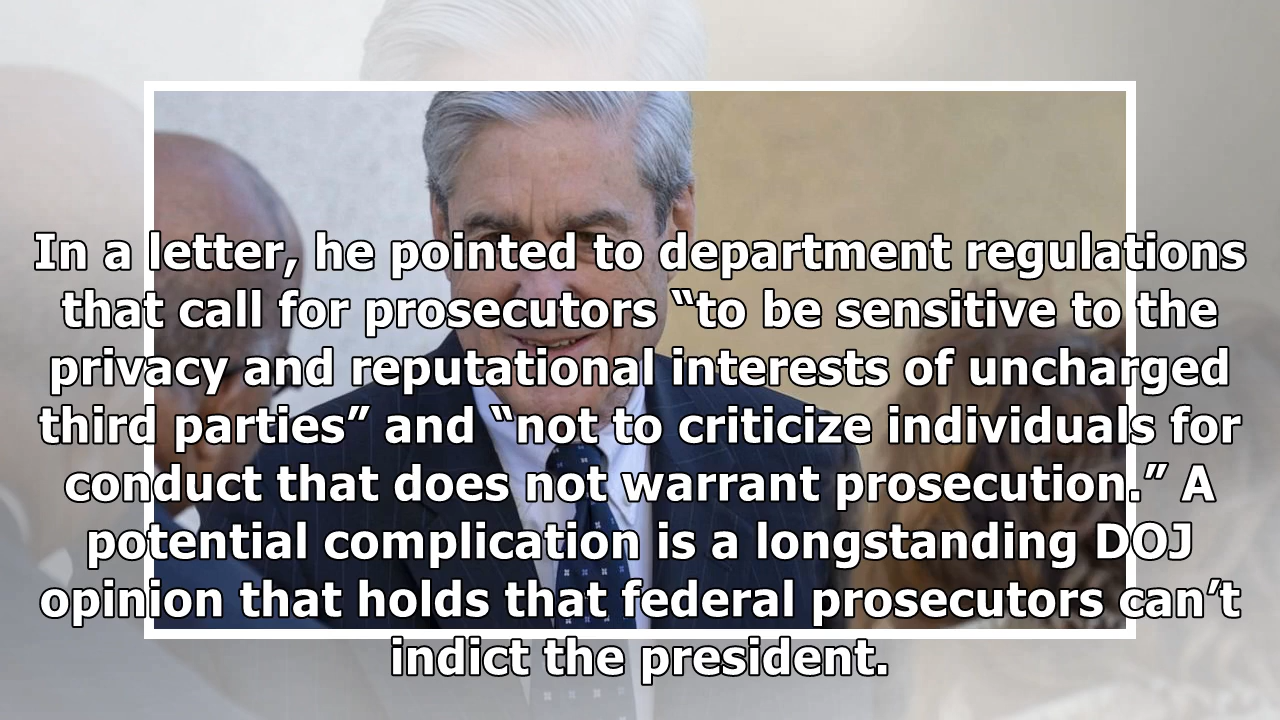 In a letter, he pointed to department regulations
that call for prosecutors “to be sensitive to the
privacy and reputational interests of uncharged
third parties” and “not to criticize individuals for
conduct that does not warrant prosecution.” A
potential complication is a longstanding DOJ
opinion that holds that federal prosecutors can’t
indict the president.